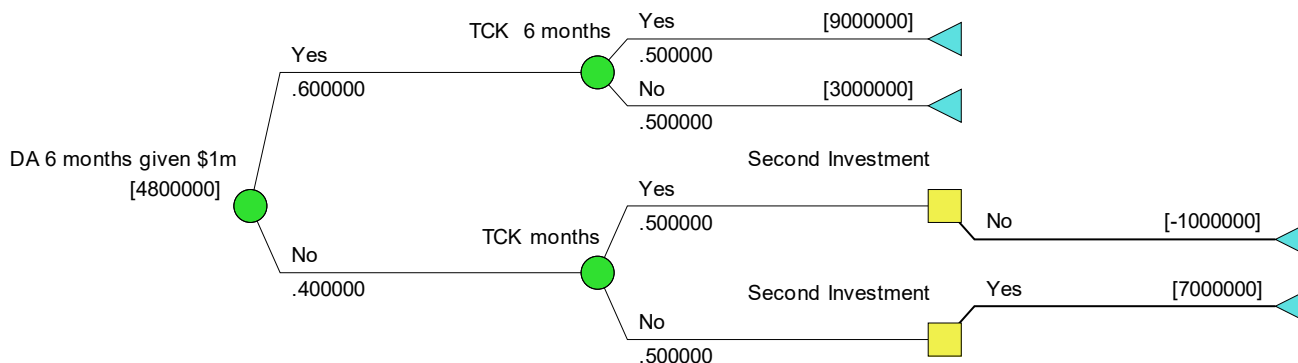 TCK 6 months
Yes
[9000000]
.500000
No
[3000000]
.500000
Yes
.600000
DA 6 months given $1m
[4800000]
Second Investment
Yes
.500000
No
[-1000000]
TCK months
No
.400000
Second Investment
Yes
[7000000]
No
.500000